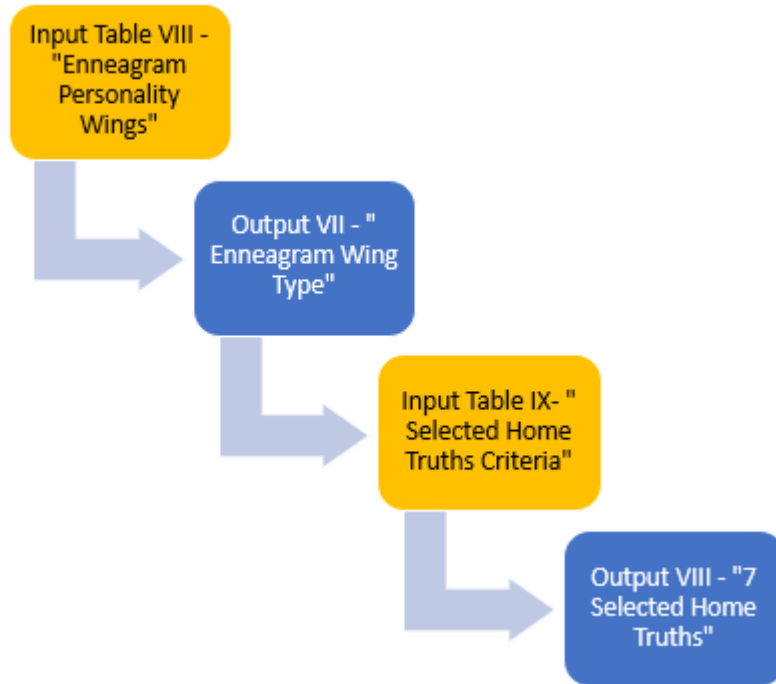 Input Table VIII -
"Enneagram
Personality
Wings"
Output VII - "
Enneagram Wing
Type"
Input Table IX- "
Selected Home
Truths Criteria"
Output VIII - "7
Selected Home
Truths"